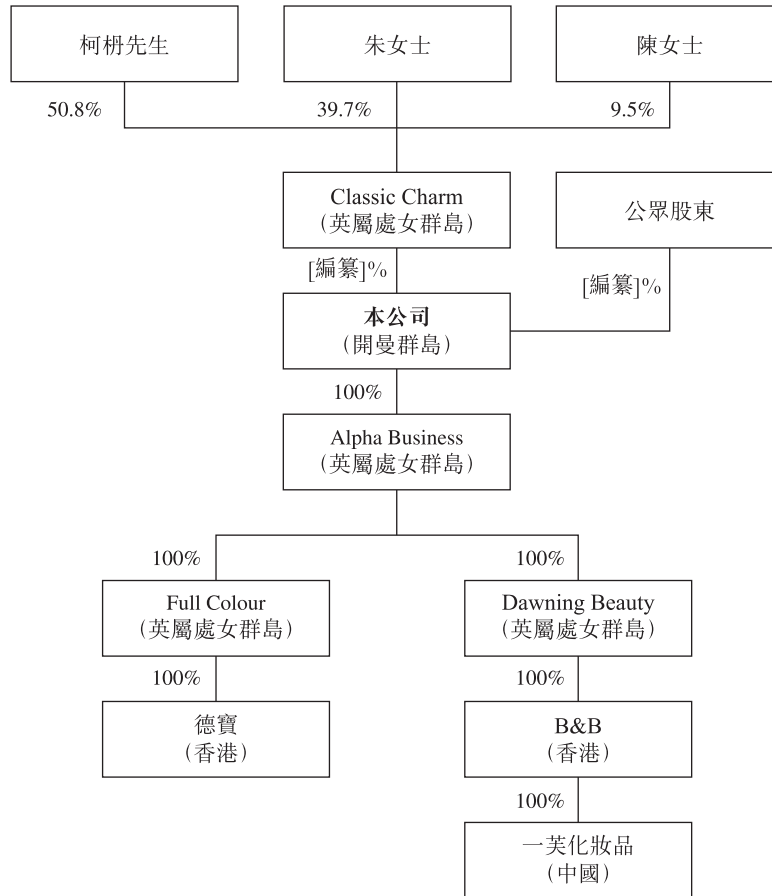 柯枬先生
朱女士
陳女士
50.8%
39.7%
9.5%
Classic Charm
(英屬處女群島)
公眾股東
[編纂]%
[編纂]%
本公司
(開曼群島)
100%
Alpha Business
(英屬處女群島)
100%
100%
Full Colour
(英屬處女群島)
Dawning Beauty
(英屬處女群島)
100%
100%
德寶
(香港)
B&B
(香港)
100%
一芙化妝品
(中國)